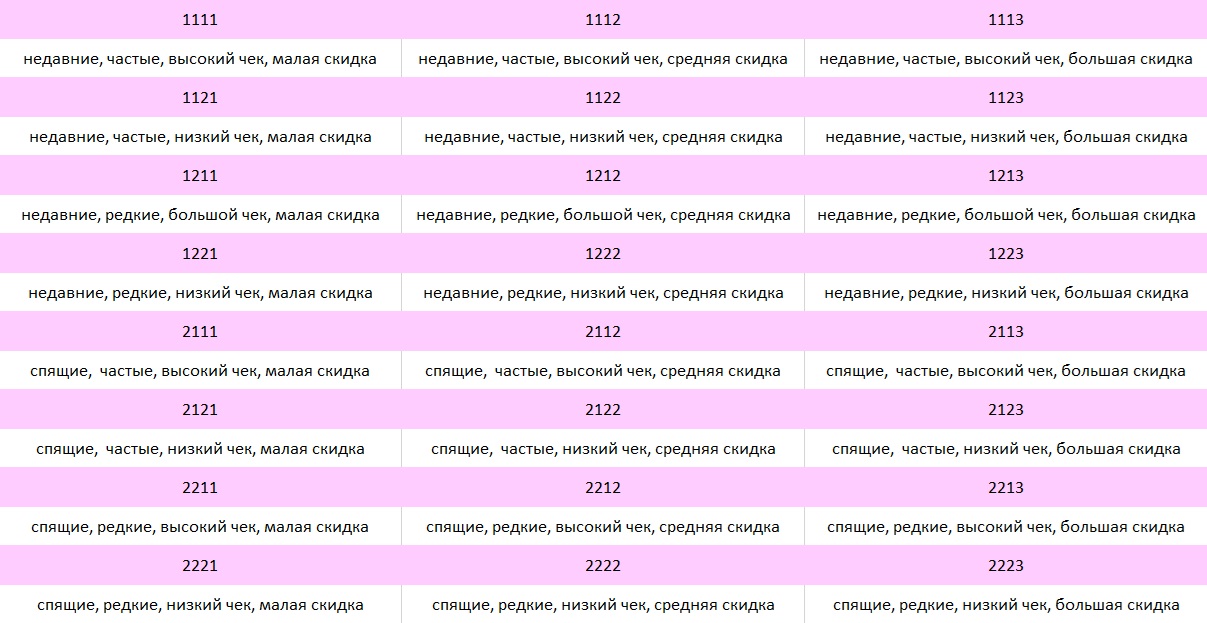 1111 1112 1113
недавние, частые, высокий чек, малая скидка недавние, частые, высокий чек, средняя скидка недавние, частые, высокий чек, большая скидка
1121 1122 1123
недавние, частые, низкий чек, малая скидка недавние, частые, низкий чек, средняя скидка недавние, частые, низкий чек, большая скидка
1211 1212 1213
недавние, редкие, большой чек, малая скидка недавние, редкие, большой чек, средняя скидка недавние, редкие, большой чек, большая скидка
1221 1222 1223
недавние, редкие, низкий чек, малая скидка недавние, редкие, низкий чек, средняя скидка недавние, редкие, низкий чек, большая скидка
2111 2112 2113
спящие,  частые, высокий чек, малая скидка спящие,  частые, высокий чек, средняя скидка спящие,  частые, высокий чек, большая скидка
2121 2122 2123
спящие,  частые, низкий чек, малая скидка спящие,  частые, низкий чек, средняя скидка спящие,  частые, низкий чек, большая скидка
2211 2212 2213
спящие, редкие, высокий чек, малая скидка спящие, редкие, высокий чек, средняя скидка спящие, редкие, высокий чек, большая скидка
2221 2222 2223
спящие, редкие, низкий чек, малая скидка спящие, редкие, низкий чек, средняя скидка спящие, редкие, низкий чек, большая скидка